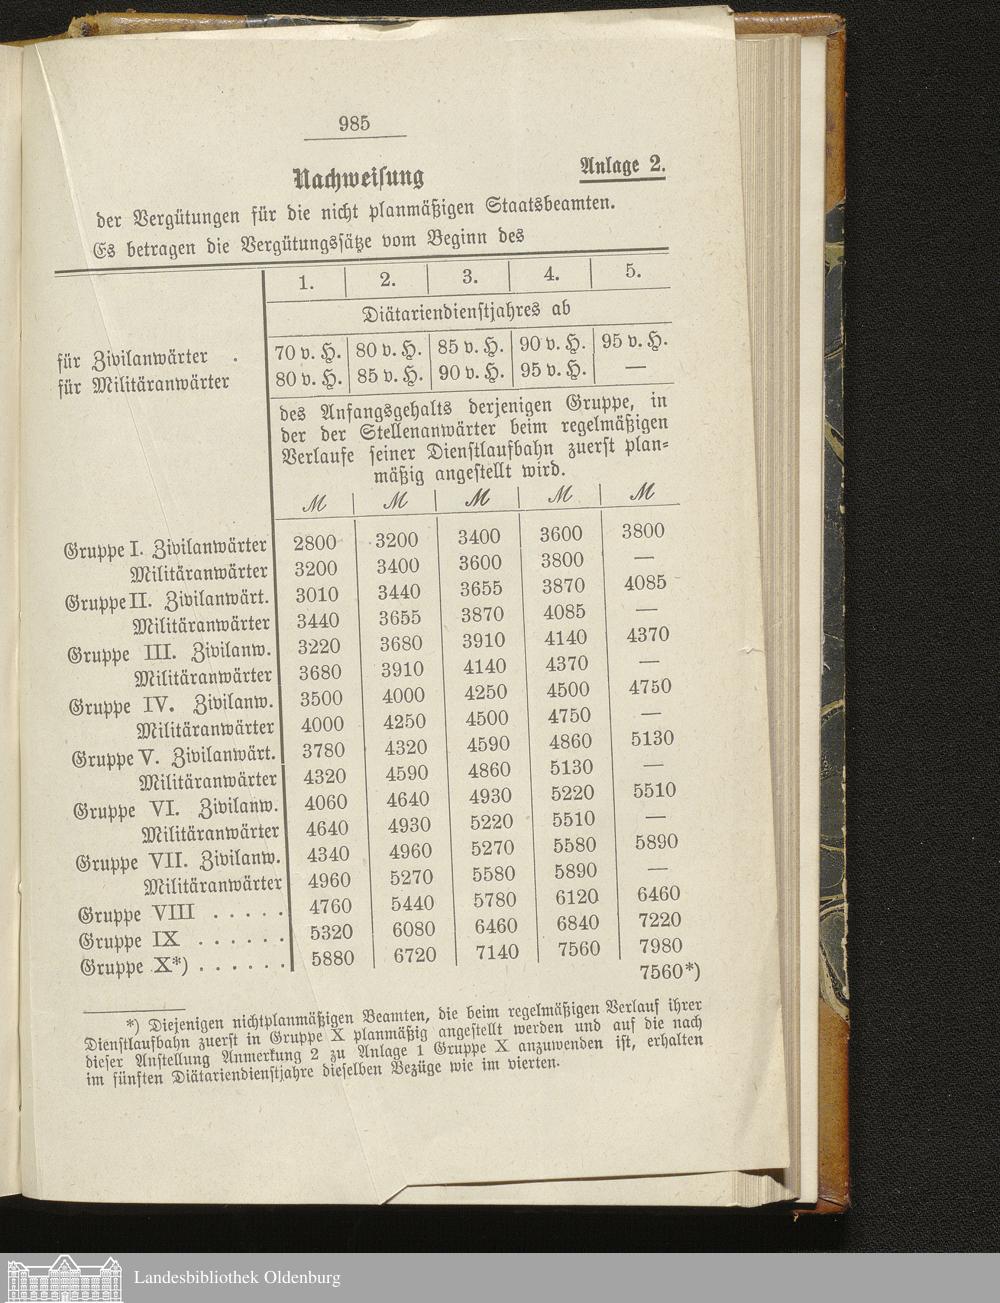 985
Nachweisung
Anlage 2.
der Vergütungen für die nicht planmäßigen Staatsbeamten.
Es betragen die Vergütungssätze vom Beginn des
1. 2. 3. 4. 5.
Diätariendienstjahres ab
für Zivilanwärter . 70 v. H. 80 v. H. 85 v. H. 90 v. H. 95 v. H.
für Militäranwärter 80 v. H. 85 v. H. 90 v. H. 95 v. H. —
des Anfangsgehalts derjenigen Gruppe, in
der der Stellenanwärter beim regelmäßigen
Verlaufe seiner Dienstlaufbahn zuerst plan-
mäßig angestellt wird.
ℳ ℳ ℳ ℳ ℳ
Gruppe I. Zivilanwärter 2800 3200 3400 3600 3800
Militäranwärter 3200 3400 3600 3800 —
Gruppe II. Zivilanwärt. 3010 3440 3655 3870 4085
Militäranwärter 3440 3655 3870 4085 —
Gruppe III. Zivilanw. 3220 3680 3910 4140 4370
Militäranwärter 3680 3910 4140 4370 —
Gruppe IV. Zivilanw. 3500 4000 4250 4500 4750
Militäranwärter 4000 4250 4500 4750 —
Gruppe V. Zivilanwärt. 3780 4320 4590 4860 5130
Militäranwärter 4320 4590 4860 5130 —
Gruppe VI. Zivilanw. 4060 4640 4930 5220 5510
Militäranwärter 4640 4930 5220 5510 —
Gruppe VII. Zivilanw. 4340 4960 5270 5580 5890
Militäranwärter 4960 5270 5580 5890 —
Gruppe VIII . . . . . 4760 5440 5780 6120 6460
Gruppe IX . . . . . . 5320 6080 6460 6840 7220
Gruppe X*) . . . . . . 5880 6720 7140 7560 7980
7560*)
*) Diejenigen nichtplanmäßigen Beamten, die beim regelmäßigen Verlauf ihrer
Dienstlaufbahn zuerst in Gruppe X planmäßig angestellt werden und auf die nach
dieser Anstellung Anmerkung 2 zu Anlage 1 Gruppe X anzuwenden ist, erhalten
im fünften Diätariendienstjahre dieselben Bezüge wie im vierten.
Landesbibliothek Oldenburg